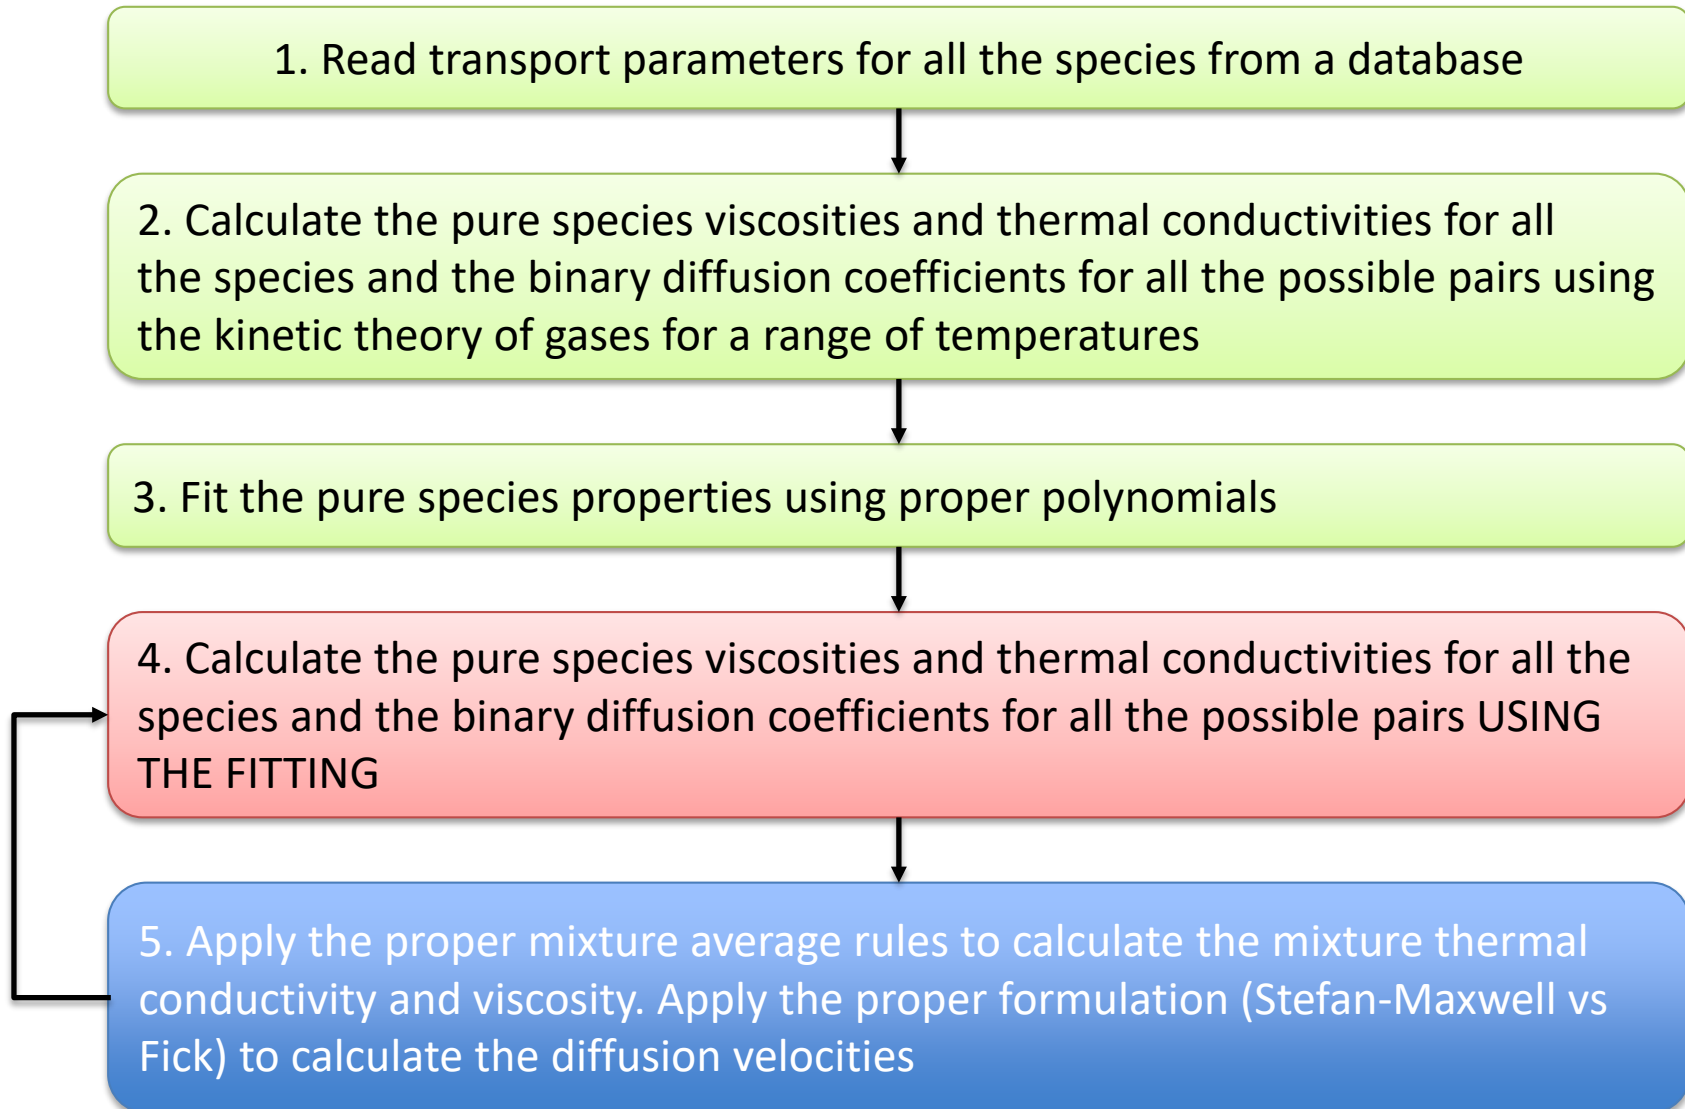 1. Read transport parameters for all the species from a database
2. Calculate the pure species viscosities and thermal conductivities for all
the species and the binary diffusion coefficients for all the possible pairs using
the kinetic theory of gases for a range of temperatures
3. Fit the pure species properties using proper polynomials
4. Calculate the pure species viscosities and thermal conductivities for all the
species and the binary diffusion coefficients for all the possible pairs USING
THE FITTING
5. Apply the proper mixture average rules to calculate the mixture thermal
conductivity and viscosity. Apply the proper formulation (Stefan-Maxwell vs
Fick) to calculate the diffusion velocities